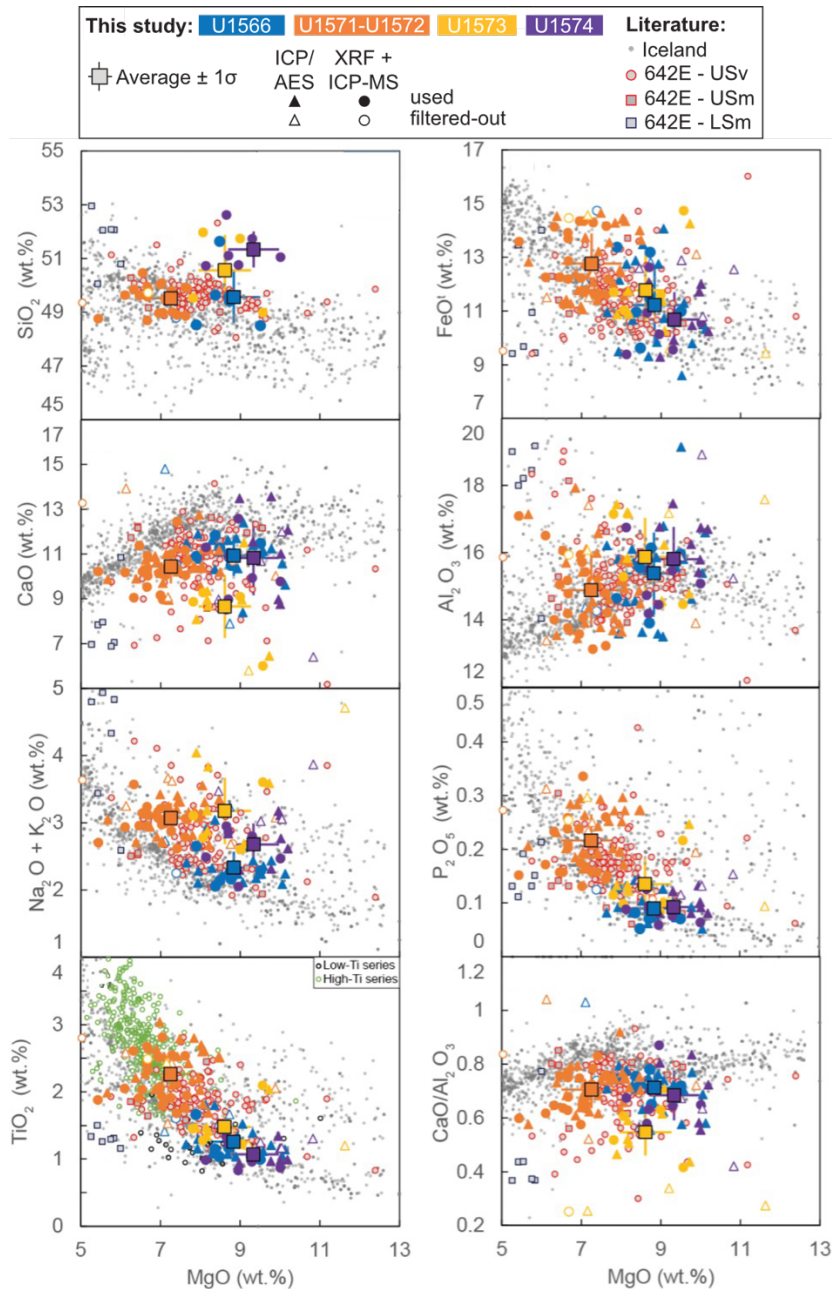 This study: U1566 U1571-U1572 U1573 U1574 Literature:
Average ± 1σ
ICP/ XRF +
AES ICP-MS
used
filtered-out
Iceland
642E - USv
642E - USm
642E - LSm
55
53
51
49
47
45
SiO2 (wt.%)
17
15
13
11
9
7
FeOt (wt.%)
17
15
13
11
9
7
5
CaO (wt.%)
20
18
16
14
12
Al2O3 (wt.%)
4
3
2
1
Na2O + K2O (wt.%)
0.5
0.4
0.3
0.2
0.1
0
P2O5 (wt.%)
Low-Ti series
High-Ti series
4
3
2
1
0
TiO2 (wt.%)
5 7 9 11 13
MgO (wt.%)
1
0.8
0.6
0.4
0.2
CaO/Al2O3
5 7 9 11 13
MgO (wt.%)